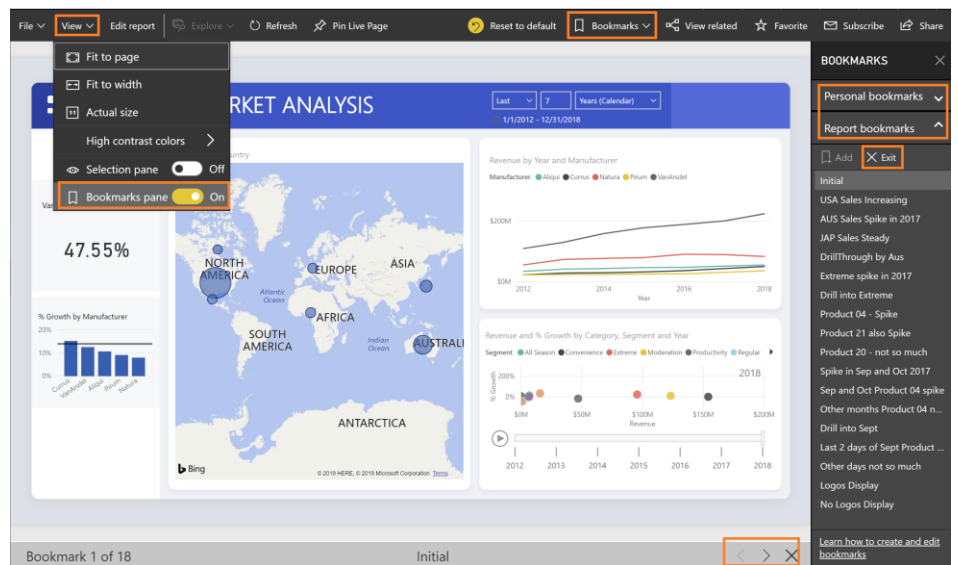 File View Edit report Explore Refresh Pin Live Page Reset to default Bookmarks View related Favorite Subscribe Share
Fit to page
Fit to width
Actual size
High contrast colors
Selection pane Off
Bookmarks pane On
RKET ANALYSIS
Last 7 Years (Calendar)
1/1/2012 - 12/31/2018
Van
47.55%
% Growth by Manufacturer
20%
10%
0%
Currus VanArsdel Aliqui Pirum Natura
untry
NORTH
AMERICA
EUROPE
ASIA
Atlantic
Ocean
AFRICA
SOUTH
AMERICA
Indian
Ocean
AUSTRALI
ANTARCTICA
Bing
© 2019 HERE, © 2019 Microsoft Corporation Terms
Revenue by Year and Manufacturer
Manufacturer Aliqui Currus Natura Pirum VanArsdel
$200M
$0M
2012 2014 2016 2018
Year
Revenue and % Growth by Category, Segment and Year
Segment All Season Convenience Extreme Moderation Productivity Regular
2018
% Growth
200%
0%
$0M $50M $100M $150M $200M
Revenue
2012 2013 2014 2015 2016 2017 2018
BOOKMARKS
Personal bookmarks
Report bookmarks
Add Exit
Initial
USA Sales Increasing
AUS Sales Spike in 2017
JAP Sales Steady
DrillThrough by Aus
Extreme spike in 2017
Drill into Extreme
Product 04 - Spike
Product 21 also Spike
Product 20 - not so much
Spike in Sep and Oct 2017
Sep and Oct Product 04 spike
Other months Product 04 n...
Drill into Sept
Last 2 days of Sept Product ...
Other days not so much
Logos Display
No Logos Display
Learn how to create and edit
bookmarks
Bookmark 1 of 18 Initial